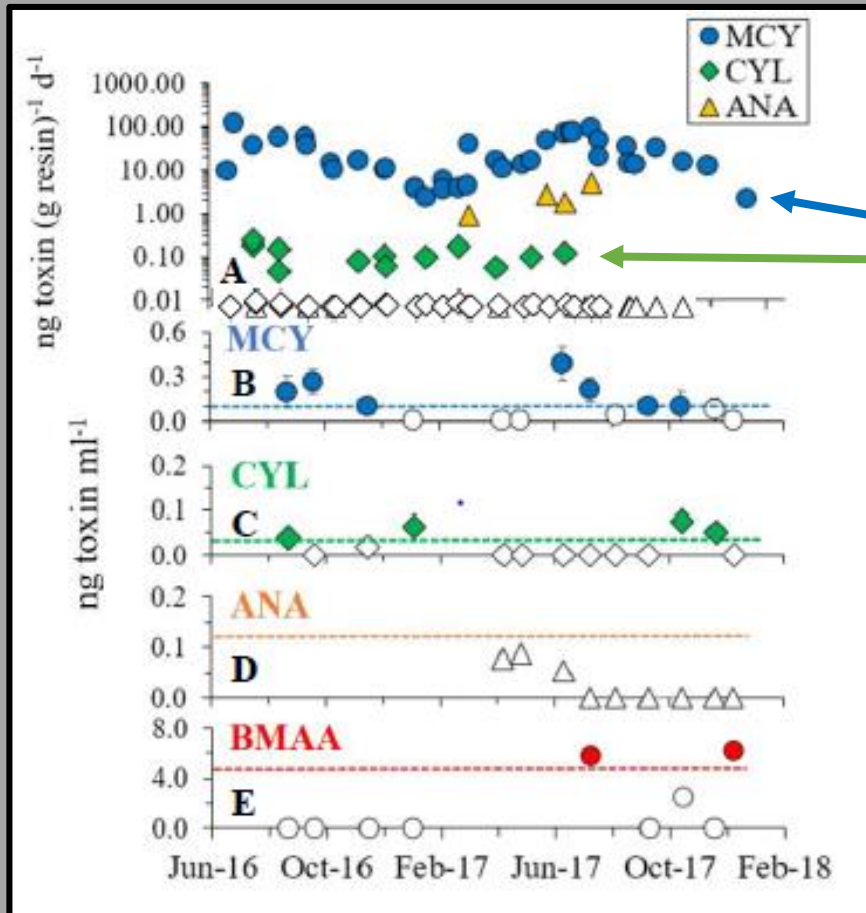 MCY
CYL
ANA
ng toxin (g resin)⁻¹ d⁻¹
1000.00
100.00
10.00
1.00
0.10
0.01
A
ng toxin ml⁻¹
MCY
B
0.6
0.3
0.0
CYL
C
0.2
0.1
0.0
ANA
D
0.2
0.1
0.0
BMAA
E
8.0
4.0
0.0
Jun-16 Oct-16 Feb-17 Jun-17 Oct-17 Feb-18